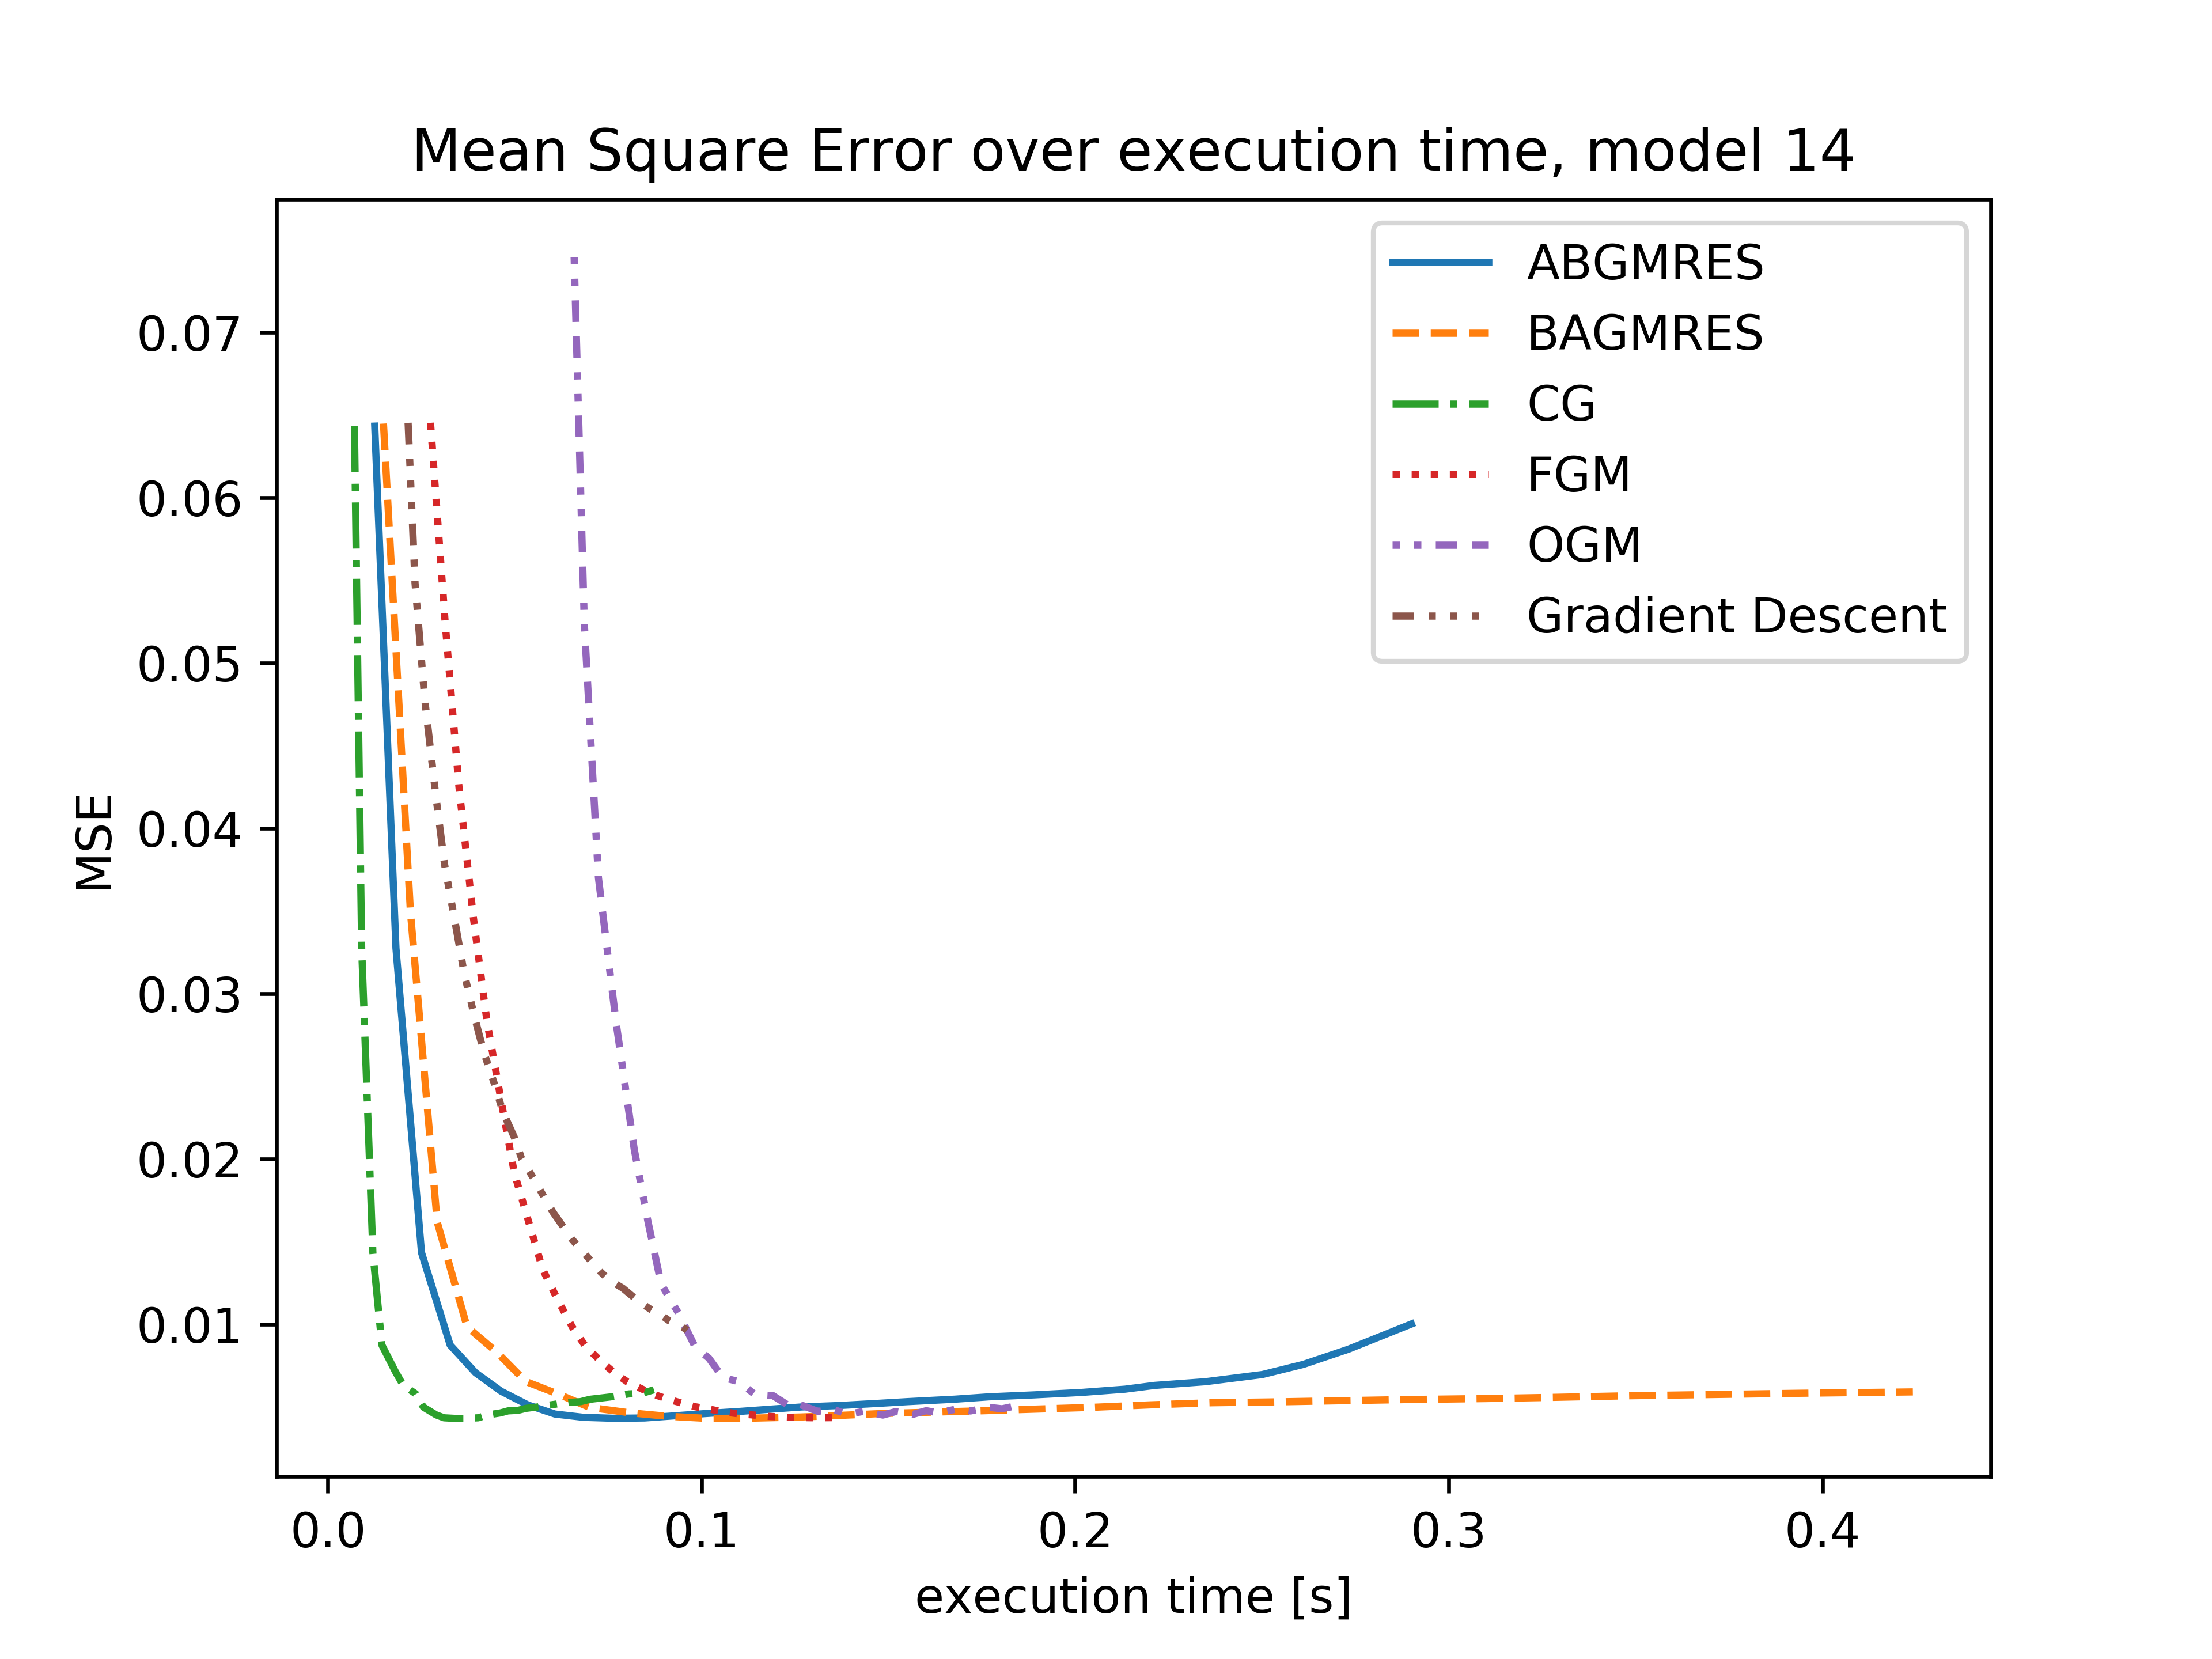 Mean Square Error over execution time, model 14
ABGMRES
BAGMRES
CG
FGM
OGM
Gradient Descent
MSE
0.07
0.06
0.05
0.04
0.03
0.02
0.01
0.0
0.1
0.2
0.3
0.4
execution time [s]